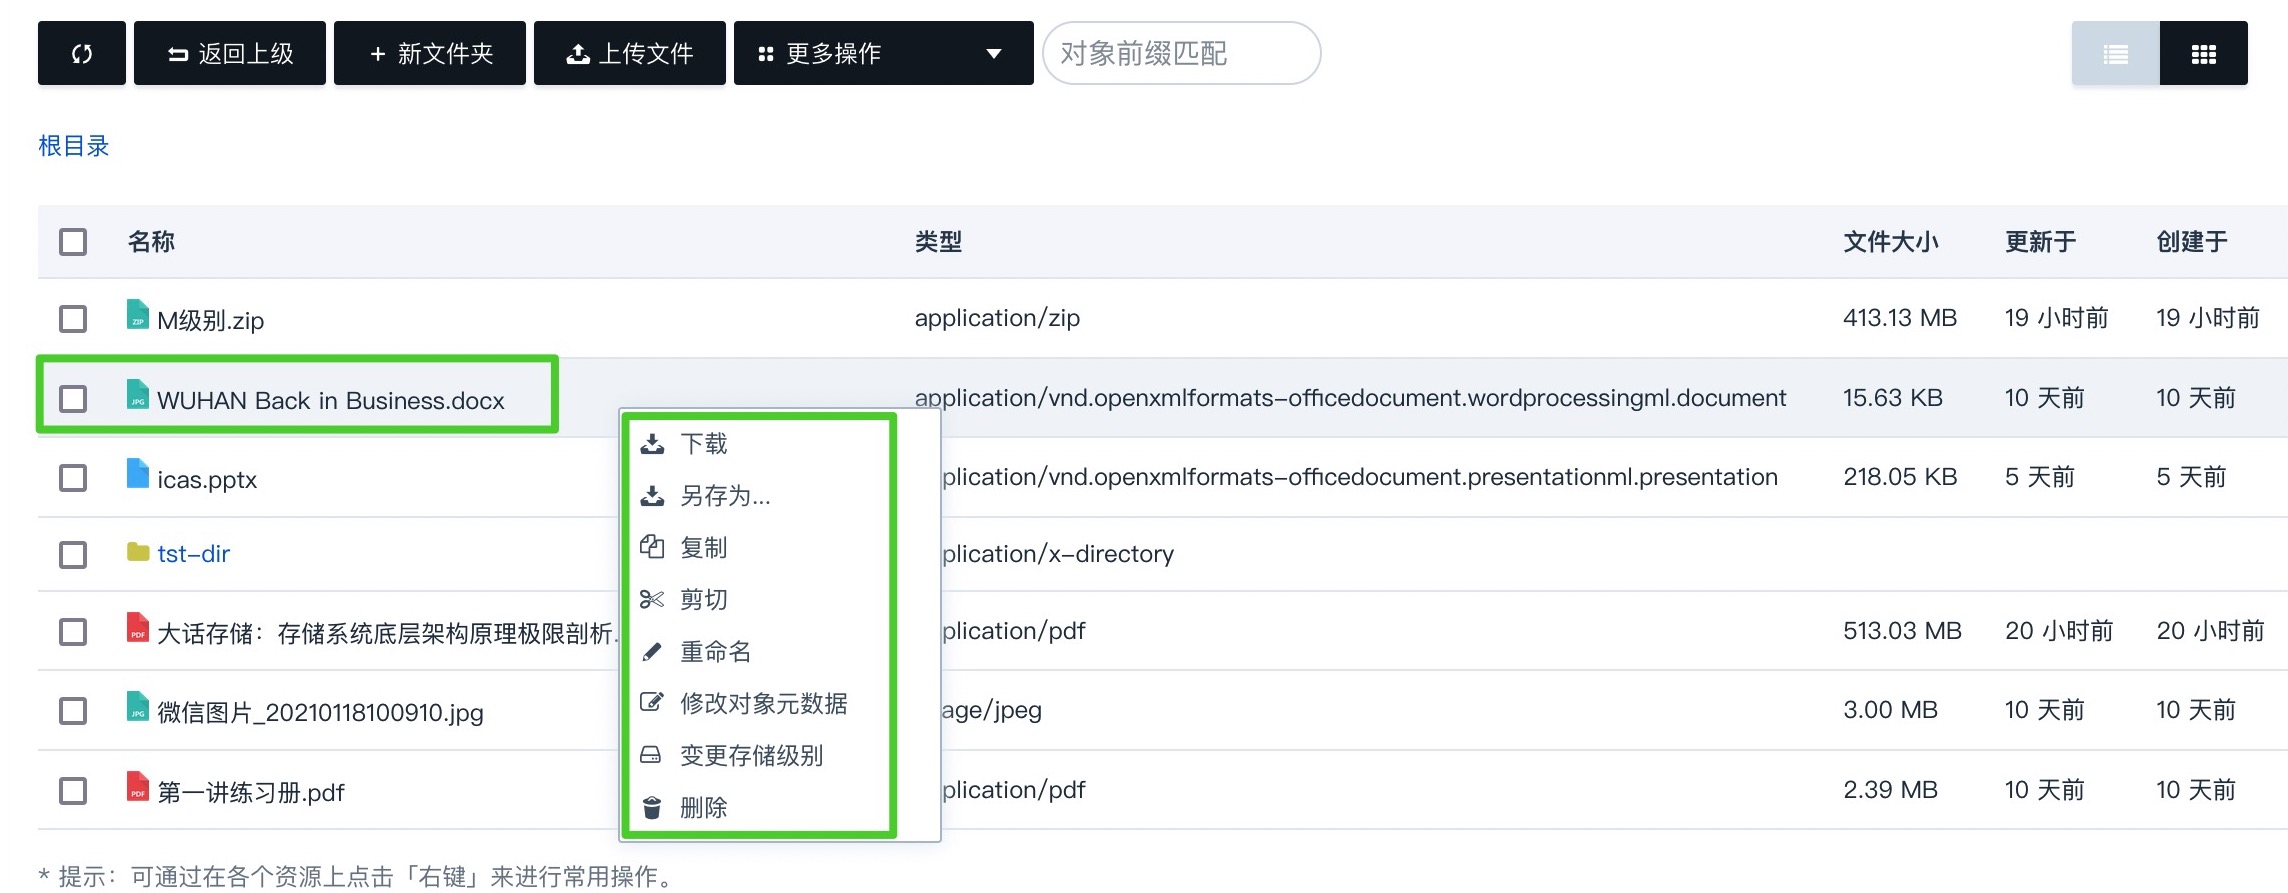 返回上级 新文件夹 上传文件 更多操作 对象前缀匹配
根目录
名称 类型 文件大小 更新于 创建于
ZIP M级别.zip application/zip 413.13 MB 19 小时前 19 小时前
JPG WUHAN Back in Business.docx application/vnd.openxmlformats-officedocument.wordprocessingml.document 15.63 KB 10 天前 10 天前
icas.pptx plication/vnd.openxmlformats-officedocument.presentationml.presentation 218.05 KB 5 天前 5 天前
tst-dir plication/x-directory
PDF 大话存储：存储系统底层架构原理极限剖析. plication/pdf 513.03 MB 20 小时前 20 小时前
JPG 微信图片_20210118100910.jpg age/jpeg 3.00 MB 10 天前 10 天前
PDF 第一讲练习册.pdf plication/pdf 2.39 MB 10 天前 10 天前
下载
另存为...
复制
剪切
重命名
修改对象元数据
变更存储级别
删除
* 提示：可通过在各个资源上点击「右键」来进行常用操作。